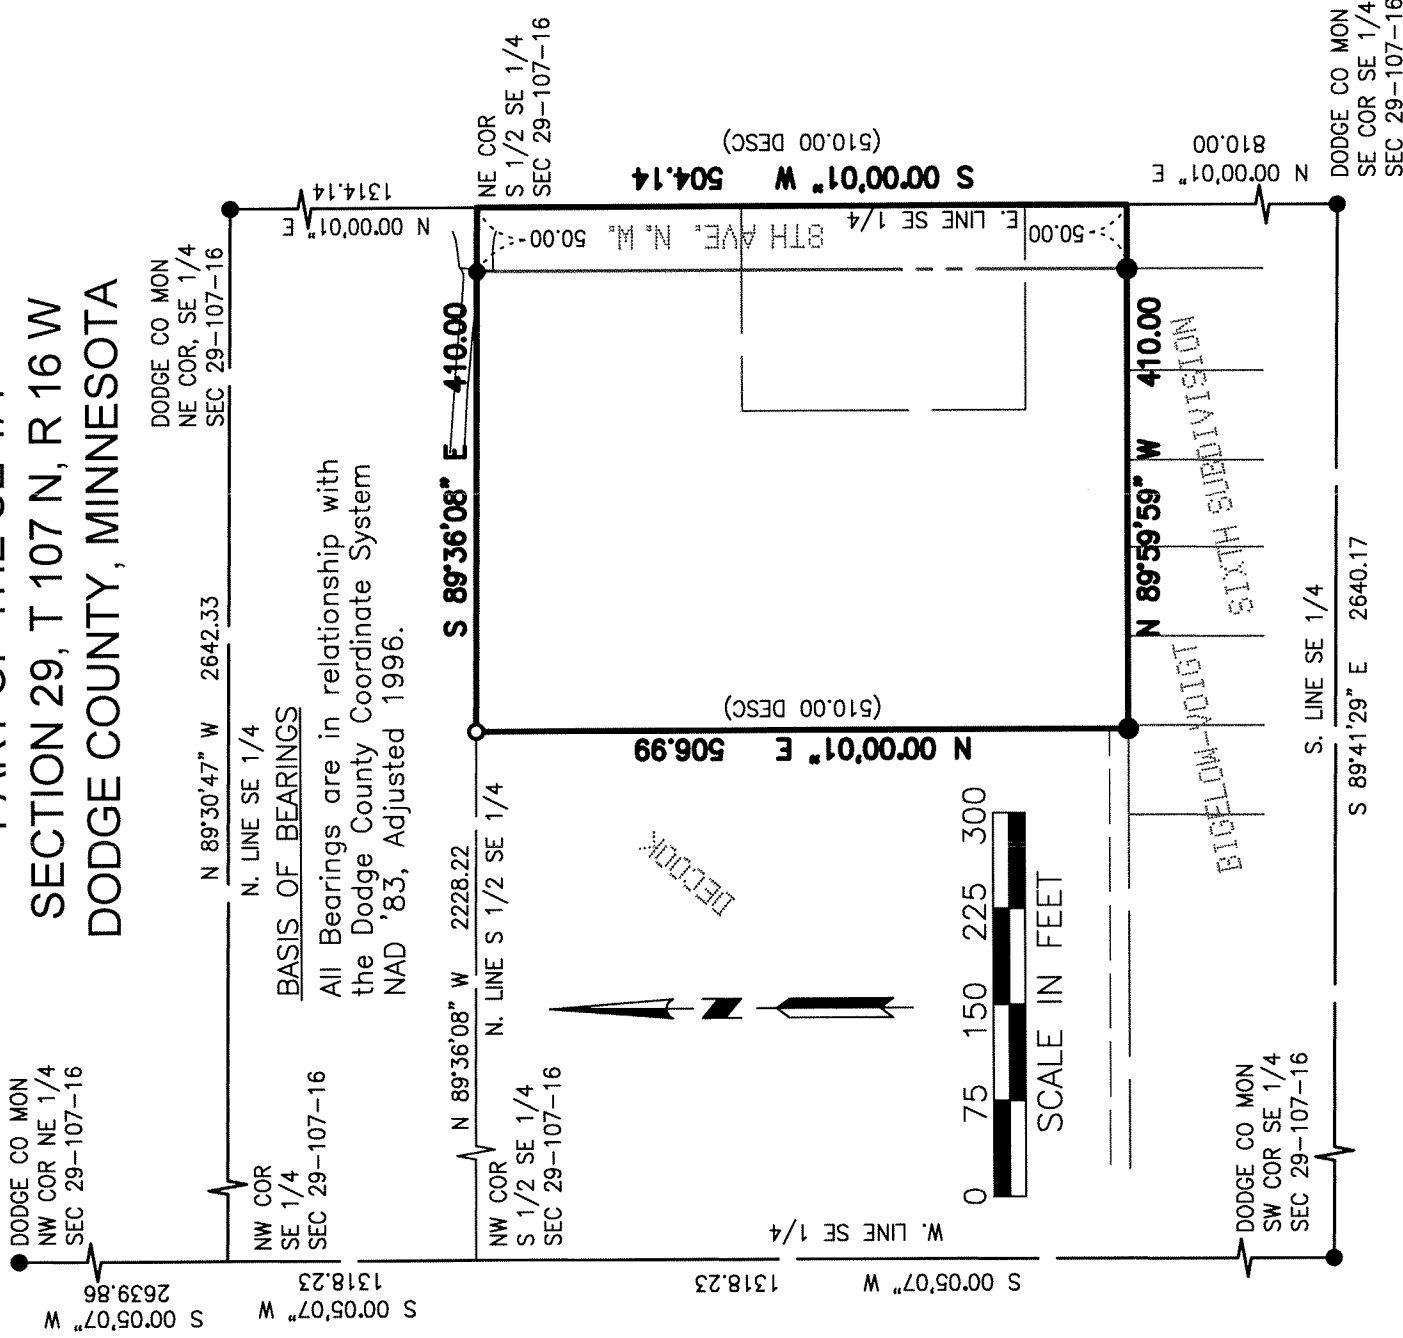 SECTION 29, T 107 N, R 16 W
DODGE COUNTY, MINNESOTA
DODGE CO MON
NW COR NE 1/4
SEC 29-107-16
S 00°05'07" W
2639.86
DODGE CO MON
NE COR, SE 1/4
SEC 29-107-16
N 89°30'47" W 2642.33
N. LINE SE 1/4
NW COR
SE 1/4
SEC 29-107-16
S 00°05'07" W
1318.23
N 00°00'01" E
1314.14
BASIS OF BEARINGS
All Bearings are in relationship with
the Dodge County Coordinate System
NAD '83, Adjusted 1996.
NE COR
S 1/2 SE 1/4
SEC 29-107-16
S 89°36'08" E 410.00
N 89°36'08" W 2228.22
N. LINE S 1/2 SE 1/4
NW COR
S 1/2 SE 1/4
SEC 29-107-16
50.00
8TH AVE. N.W.
E. LINE SE 1/4
50.00
S 00°00'01" W 504.14
(510.00 DESC)
(510.00 DESC)
N 00°00'01" E 506.99
DECOOK
N 89°59'59" W 410.00
BIGELOW-VOIGT SIXTH SUBDIVISION
0 75 150 225 300
SCALE IN FEET
W. LINE SE 1/4
S 00°05'07" W 1318.23
N 00°00'01" E
810.00
DODGE CO MON
SW COR SE 1/4
SEC 29-107-16
S. LINE SE 1/4
S 89°41'29" E 2640.17
DODGE CO MON
SE COR SE 1/4
SEC 29-107-16